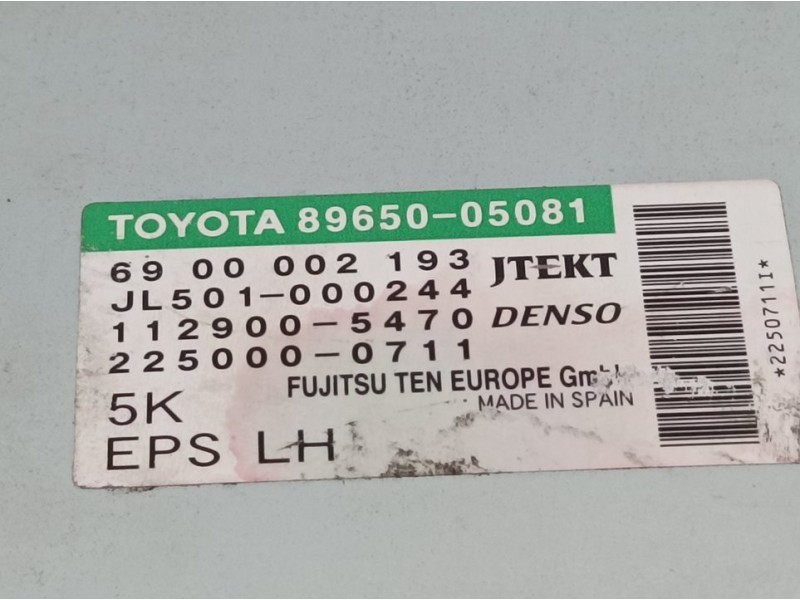 TOYOTA 89650-05081
69 00 002 193 JTEKT
JL501-000244
112900-5470 DENSO
225000-0711
FUJITSU TEN EUROPE GmbH
5K MADE IN SPAIN
EPS LH
*2250711I*